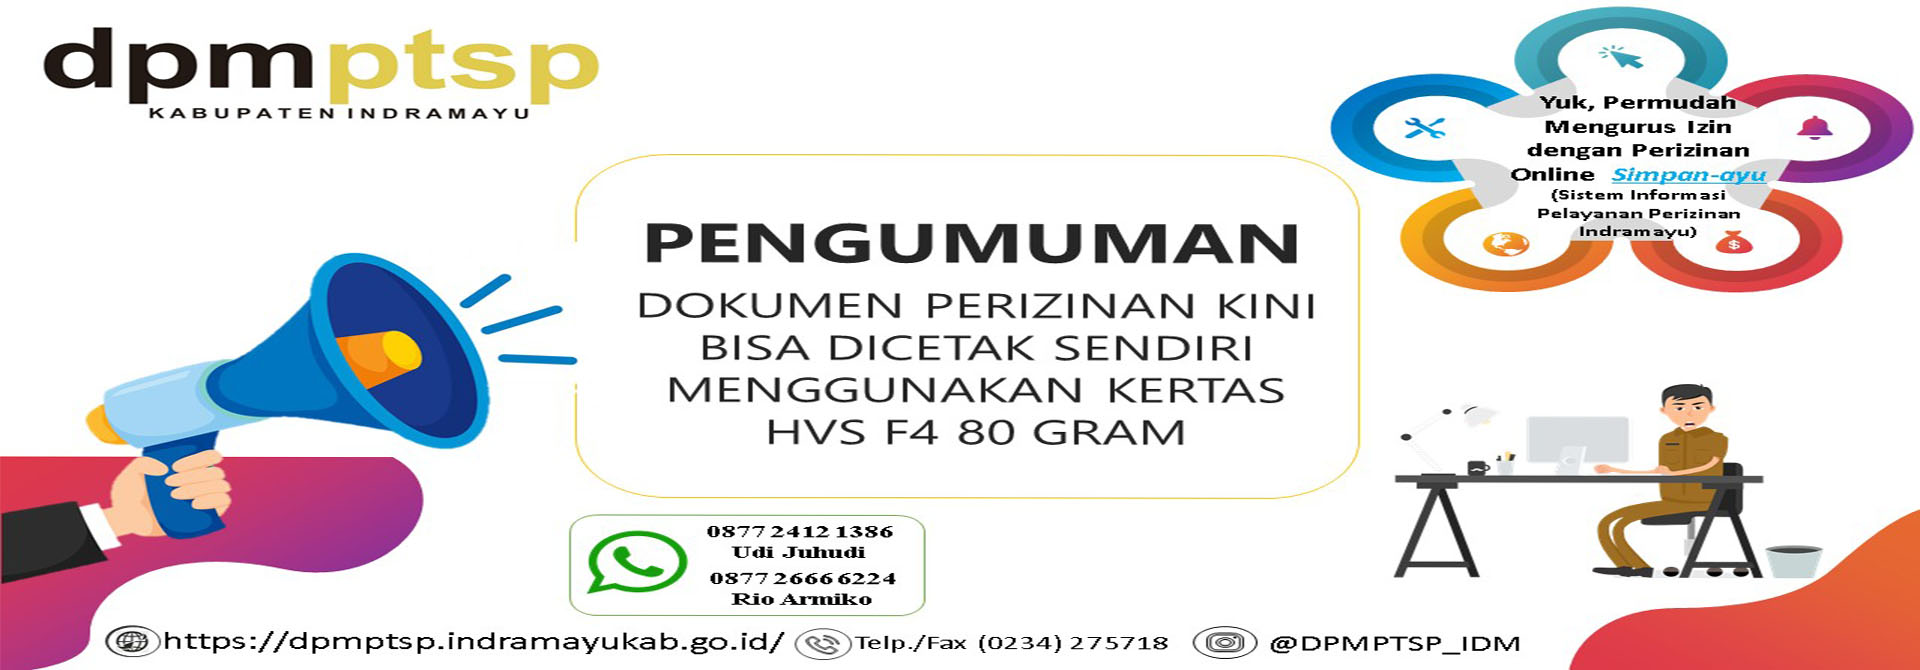 dpmptsp
KABUPATEN INDRAMAYU
Yuk, Permudah
Mengurus Izin
dengan Perizinan
Online Simpan-ayu
(Sistem Informasi
Pelayanan Perizinan
Indramayu)
$
PENGUMUMAN
DOKUMEN PERIZINAN KINI
BISA DICETAK SENDIRI
MENGGUNAKAN KERTAS
HVS F4 80 GRAM
0877 2412 1386
Udi Juhudi
0877 2666 6224
Rio Armiko
https://dpmptsp.indramayukab.go.id/ Telp./Fax (0234) 275718 @DPMPTSP_IDM